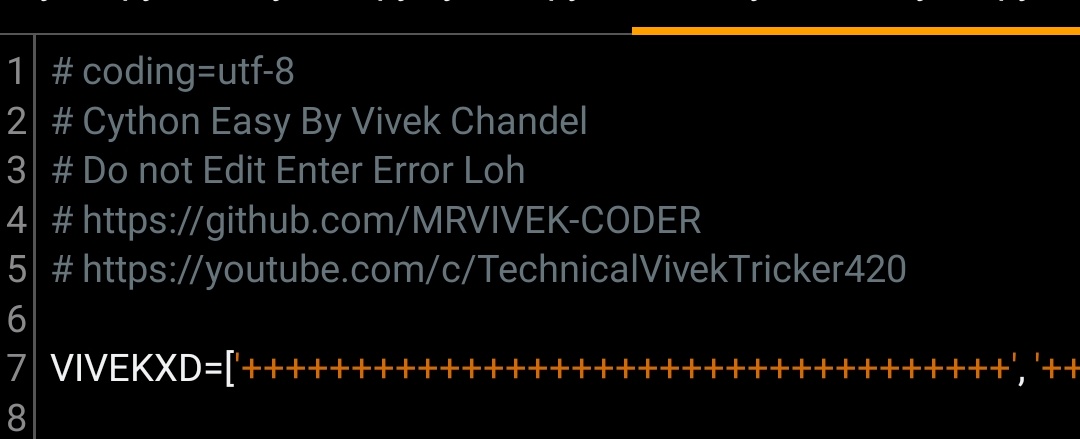 1 # coding=utf-8
2 # Cython Easy By Vivek Chandel
3 # Do not Edit Enter Error Loh
4 # https://github.com/MRVIVEK-CODER
5 # https://youtube.com/c/TechnicalVivekTricker420
6
7 VIVEKXD=['+++++++++++++++++++++++++++++++++++', '++
8